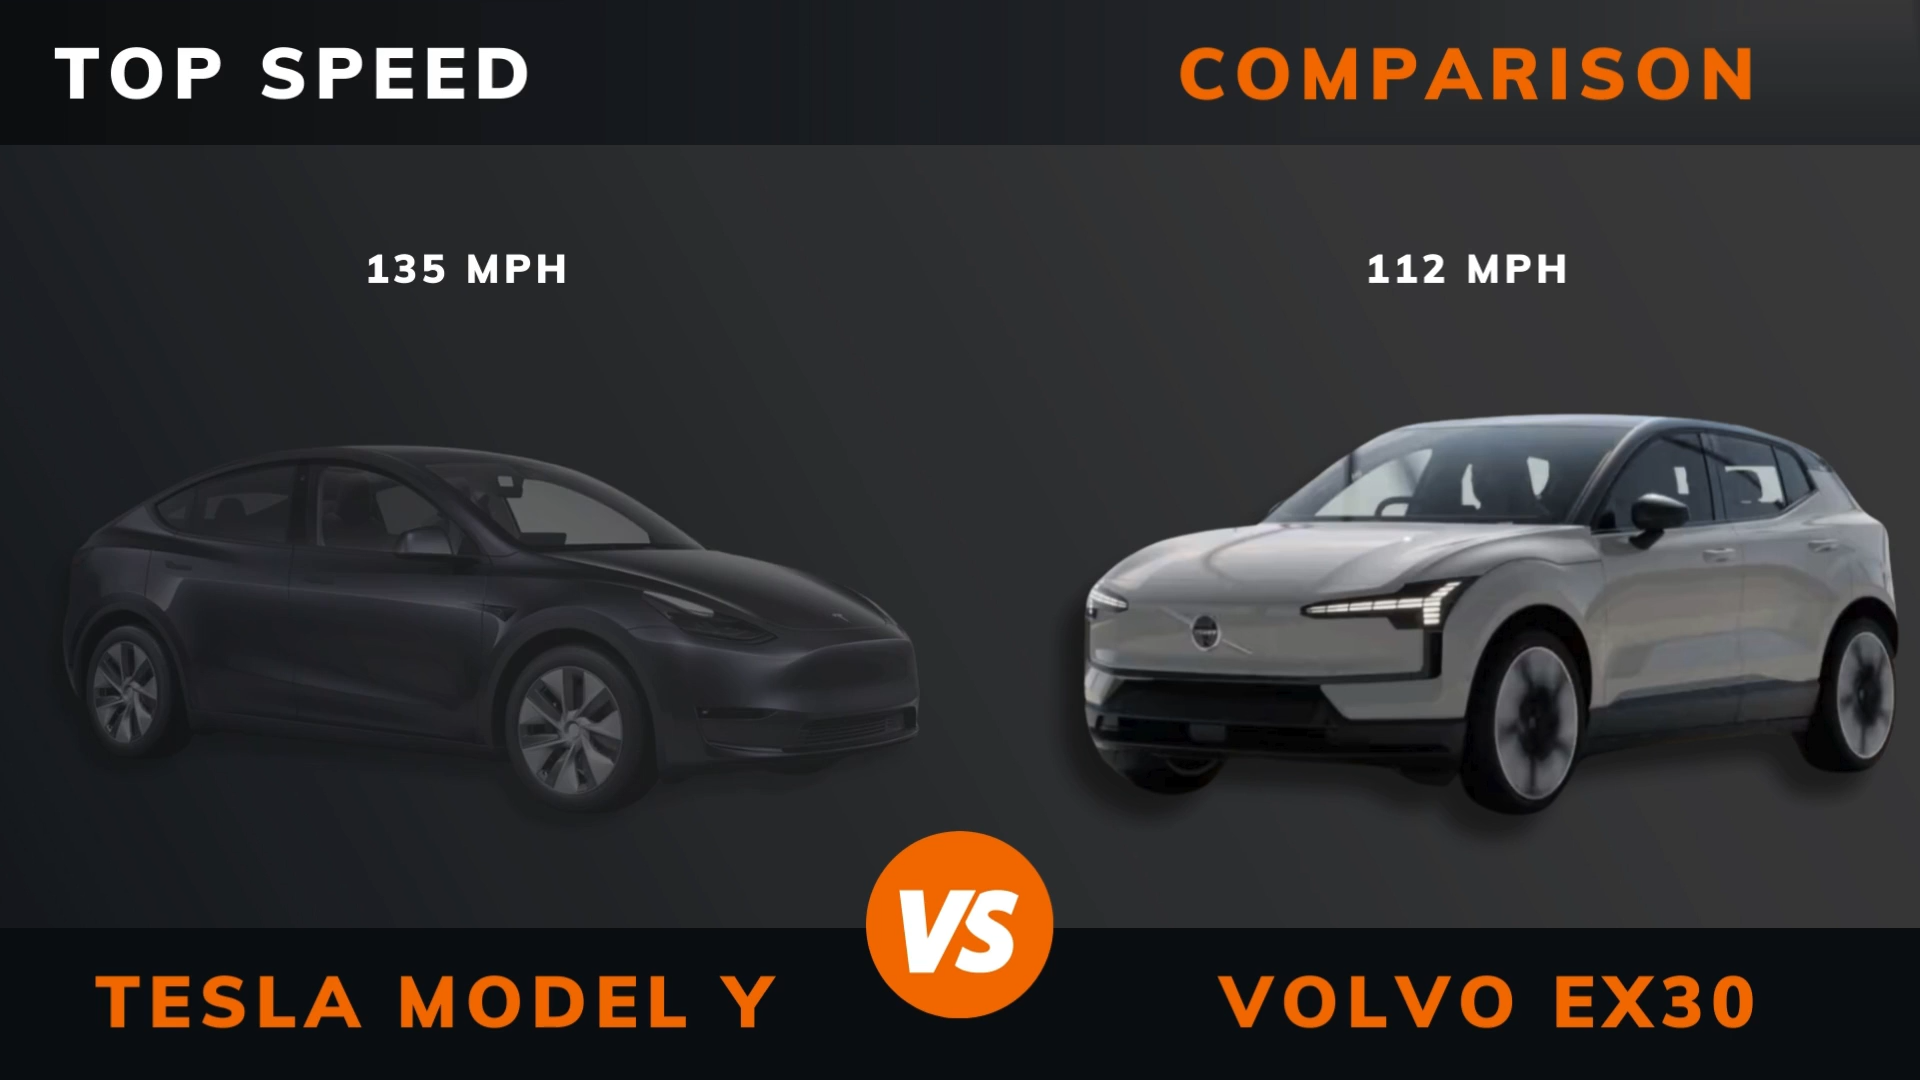 TOP SPEED
COMPARISON
135 MPH
112 MPH
VS
TESLA MODEL Y
VOLVO EX30